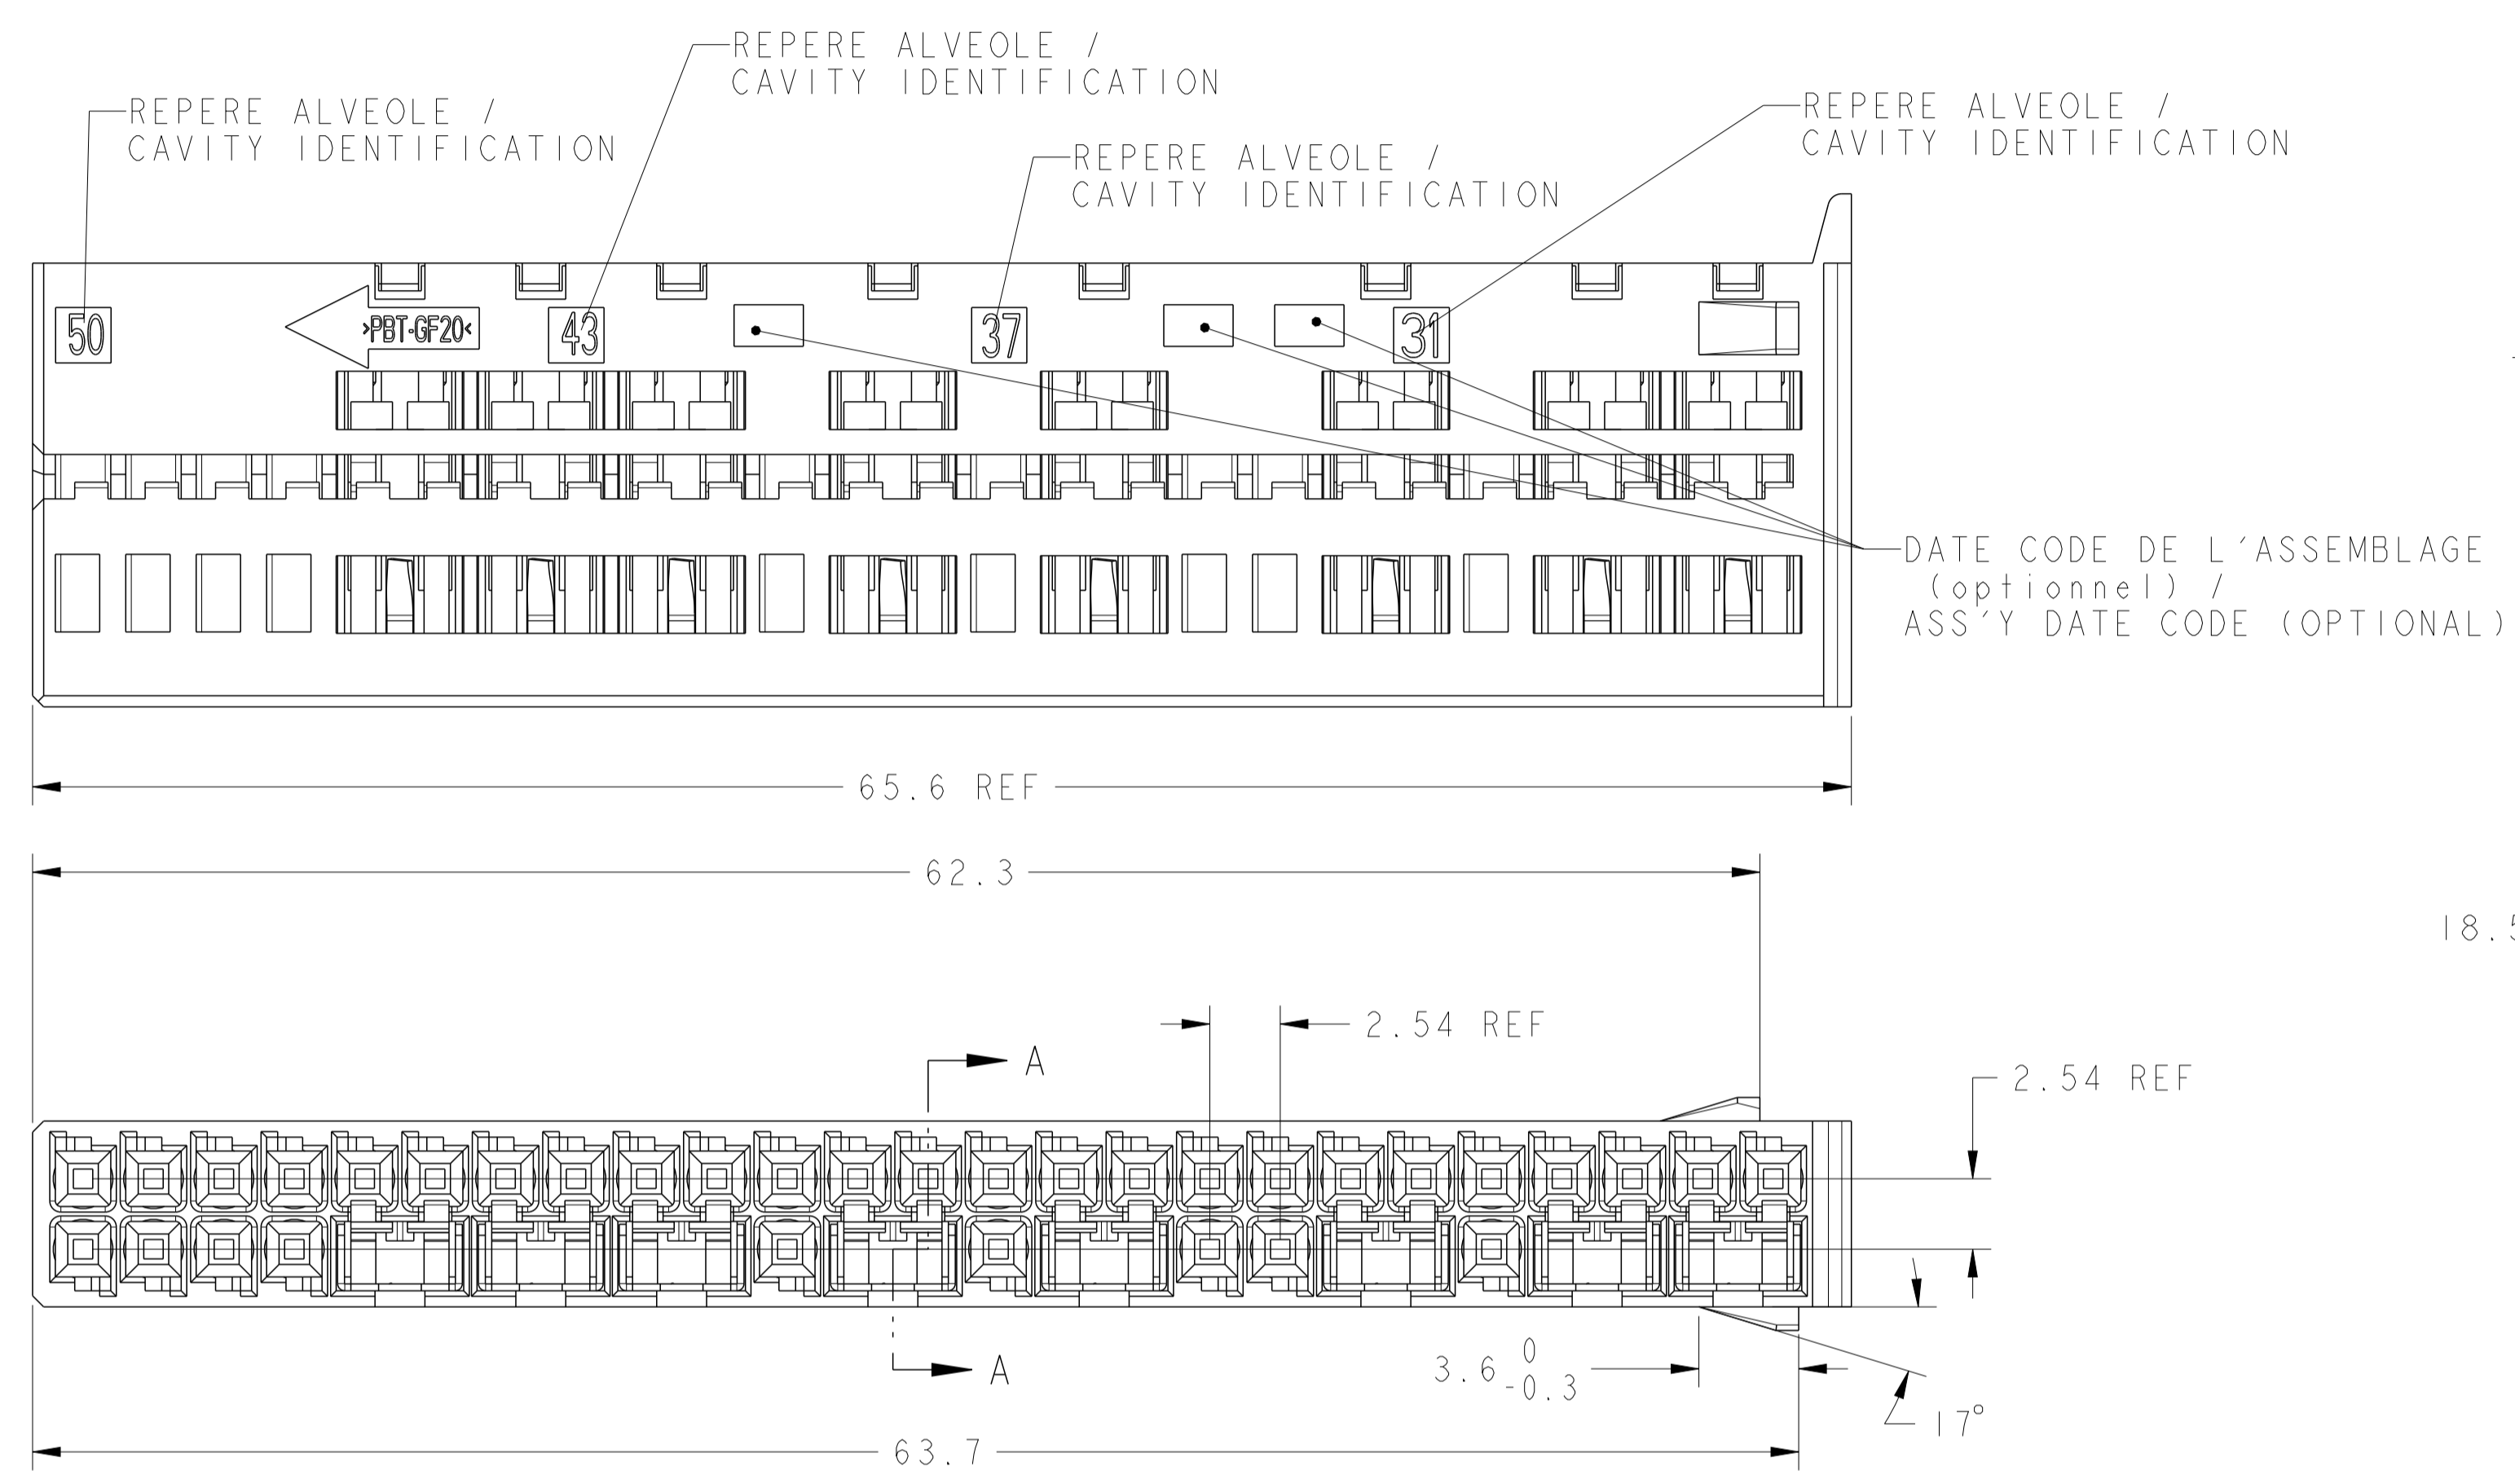 REPERE ALVEOLE /
CAVITY IDENTIFICATION
REPERE ALVEOLE /
CAVITY IDENTIFICATION
REPERE ALVEOLE /
CAVITY IDENTIFICATION
REPERE ALVEOLE /
CAVITY IDENTIFICATION
50
>PBT-GF20<
43
37
31
DATE CODE DE L'ASSEMBLAGE
(optionnel) /
ASS'Y DATE CODE (OPTIONAL)
65.6 REF
62.3
18.5
2.54 REF
A
2.54 REF
3.6 0
-0.3
A
17°
63.7